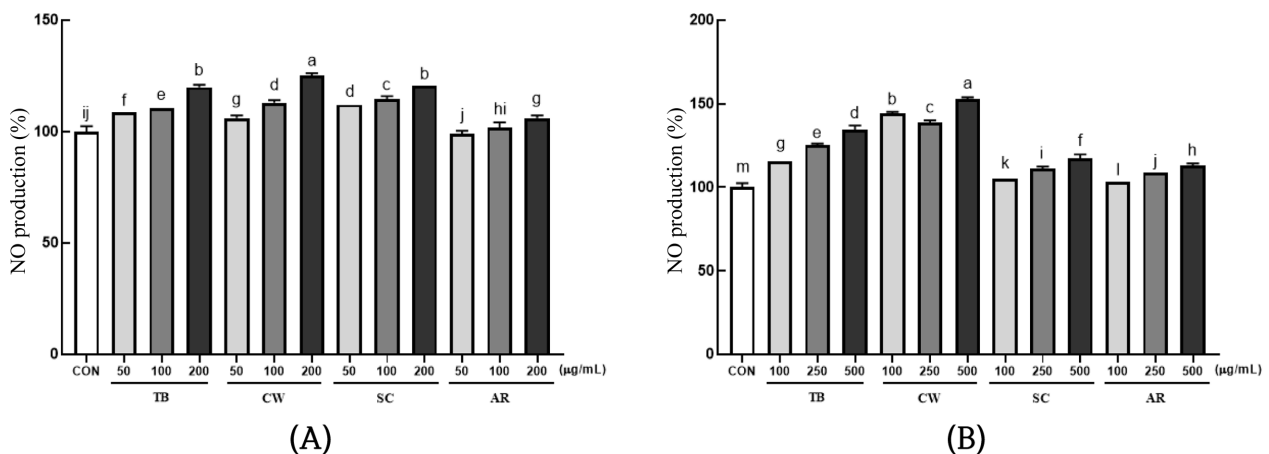 150
100
50
0
NO production (%)
ij
f
e
b
g
d
a
d
c
b
j
hi
g
CON 50 100 200 50 100 200 50 100 200 50 100 200 (μg/mL)
TB CW SC AR
(A)
200
150
100
50
0
NO production (%)
m
g
e
d
b
c
a
k
i
f
l
j
h
CON 100 250 500 100 250 500 100 250 500 100 250 500 (μg/mL)
TB CW SC AR
(B)